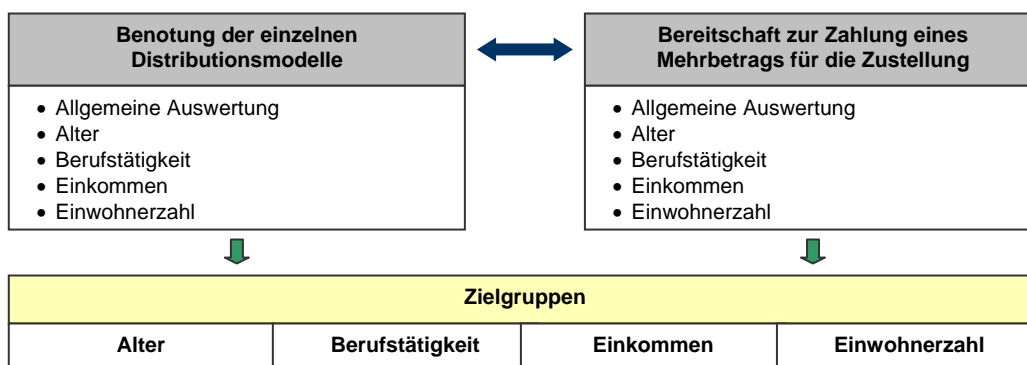 Benotung der einzelnen
Distributionsmodelle
• Allgemeine Auswertung
• Alter
• Berufstätigkeit
• Einkommen
• Einwohnerzahl
Bereitschaft zur Zahlung eines
Mehrbetrags für die Zustellung
• Allgemeine Auswertung
• Alter
• Berufstätigkeit
• Einkommen
• Einwohnerzahl
Zielgruppen
Alter Berufstätigkeit Einkommen Einwohnerzahl